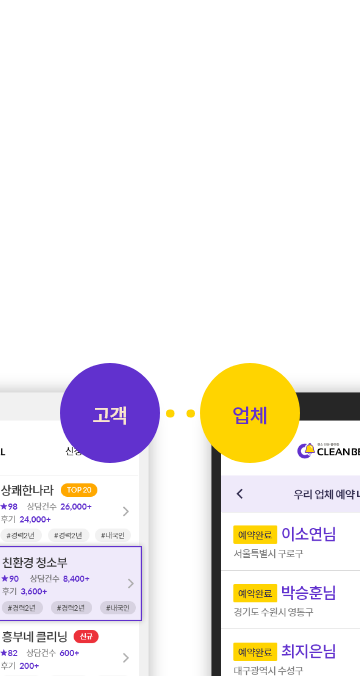 고객
업체
상쾌한나라 TOP 20
★98 상담건수 26,000+
후기 24,000+
#경력2년 #경력2년 #내국인
친환경 청소부
★90 상담건수 8,400+
후기 3,600+
#경력2년 #경력2년 #내국인
흥부네 클리닝 신규
★82 상담건수 600+
후기 200+
CLEANBE
우리 업체 예약
예약완료 이소연님
서울특별시 구로구
예약완료 박승훈님
경기도 수원시 영통구
예약완료 최지은님
대구광역시 수성구